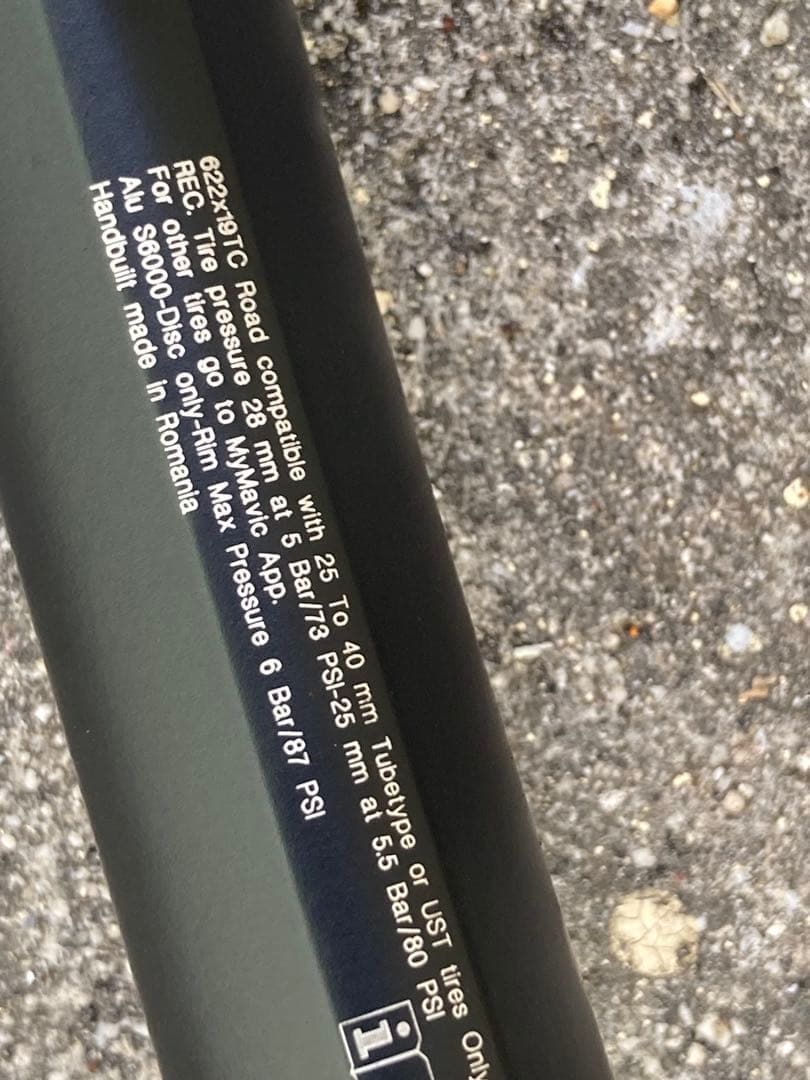 622x19TC Road compatible with 25 To 40 mm Tubetype or UST tires Only
REC. Tire pressure 28 mm at 5 Bar/73 PSI-25 mm at 5.5 Bar/80 PSI
For other tires go to MyMavic App.
Alu S6000-Disc only-Rim Max Pressure 6 Bar/87 PSI
Handbuilt made in Romania
i